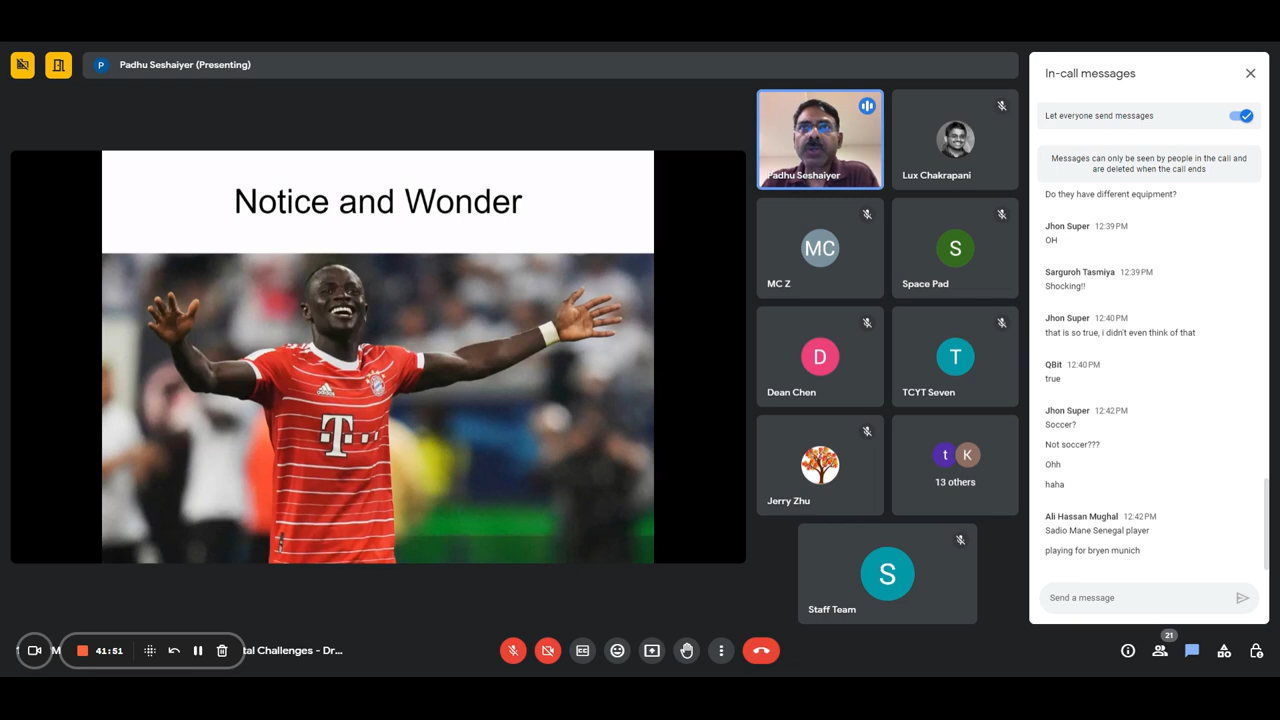 P
Padhu Seshaiyer (Presenting)
Notice and Wonder
adidas
T
Padhu Seshaiyer
Lux Chakrapani
MC
MC Z
S
Space Pad
D
Dean Chen
T
TCYT Seven
Jerry Zhu
t K
13 others
S
Staff Team
In-call messages
Let everyone send messages
Messages can only be seen by people in the call and
are deleted when the call ends
Do they have different equipment?
Jhon Super 12:39 PM
OH
Sarguroh Tasmiya 12:39 PM
Shocking!!
Jhon Super 12:40 PM
that is so true, i didn't even think of that
QBit 12:40 PM
true
Jhon Super 12:42 PM
Soccer?
Not soccer???
Ohh
haha
Ali Hassan Mughal 12:42 PM
Sadio Mane Senegal player
playing for bryen munich
Send a message
M
41:51
tal Challenges - Dr...
CC
21